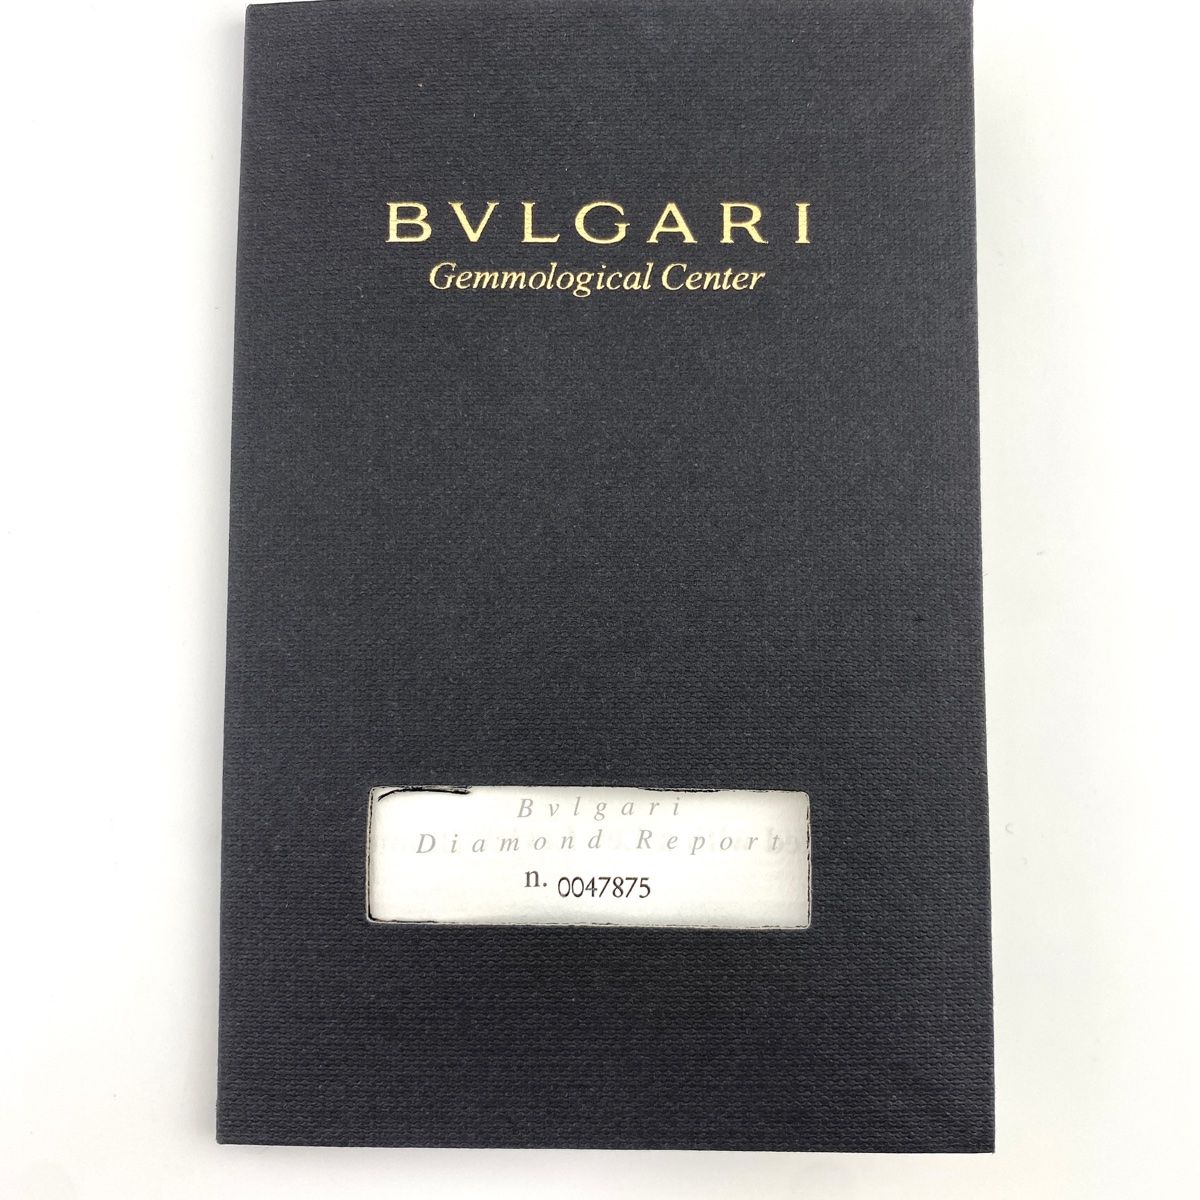 BVLGARI
Gemmological Center
Bvlgari
Diamond Report
n. 0047875